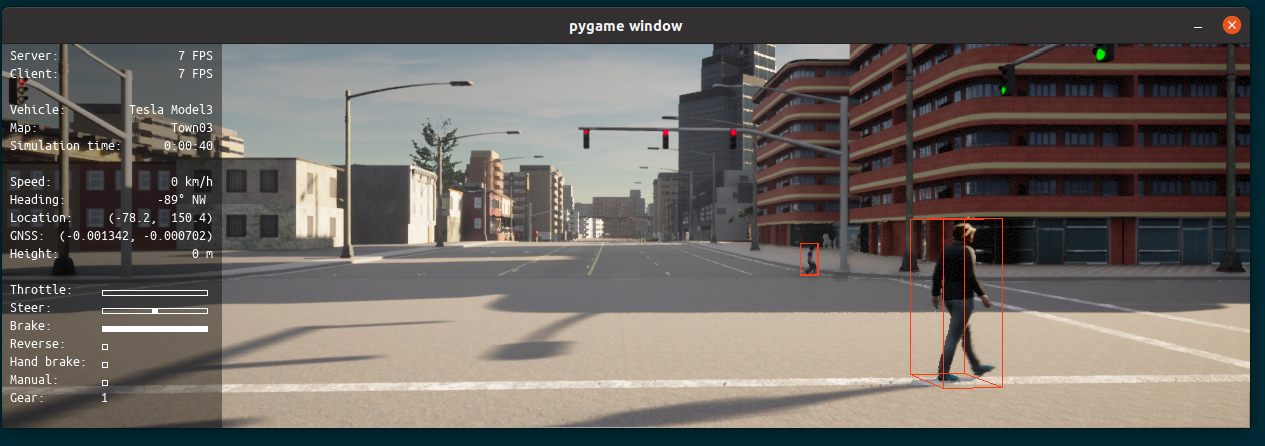 pygame window
Server: 7 FPS
Client: 7 FPS
Vehicle: Tesla Model3
Map: Town03
Simulation time: 0:00:40
Speed: 0 km/h
Heading: -89° NW
Location: (-78.2, 150.4)
GNSS: (-0.001342, -0.000702)
Height: 0 m
Throttle:
Steer:
Brake:
Reverse:
Hand brake:
Manual:
Gear: 1